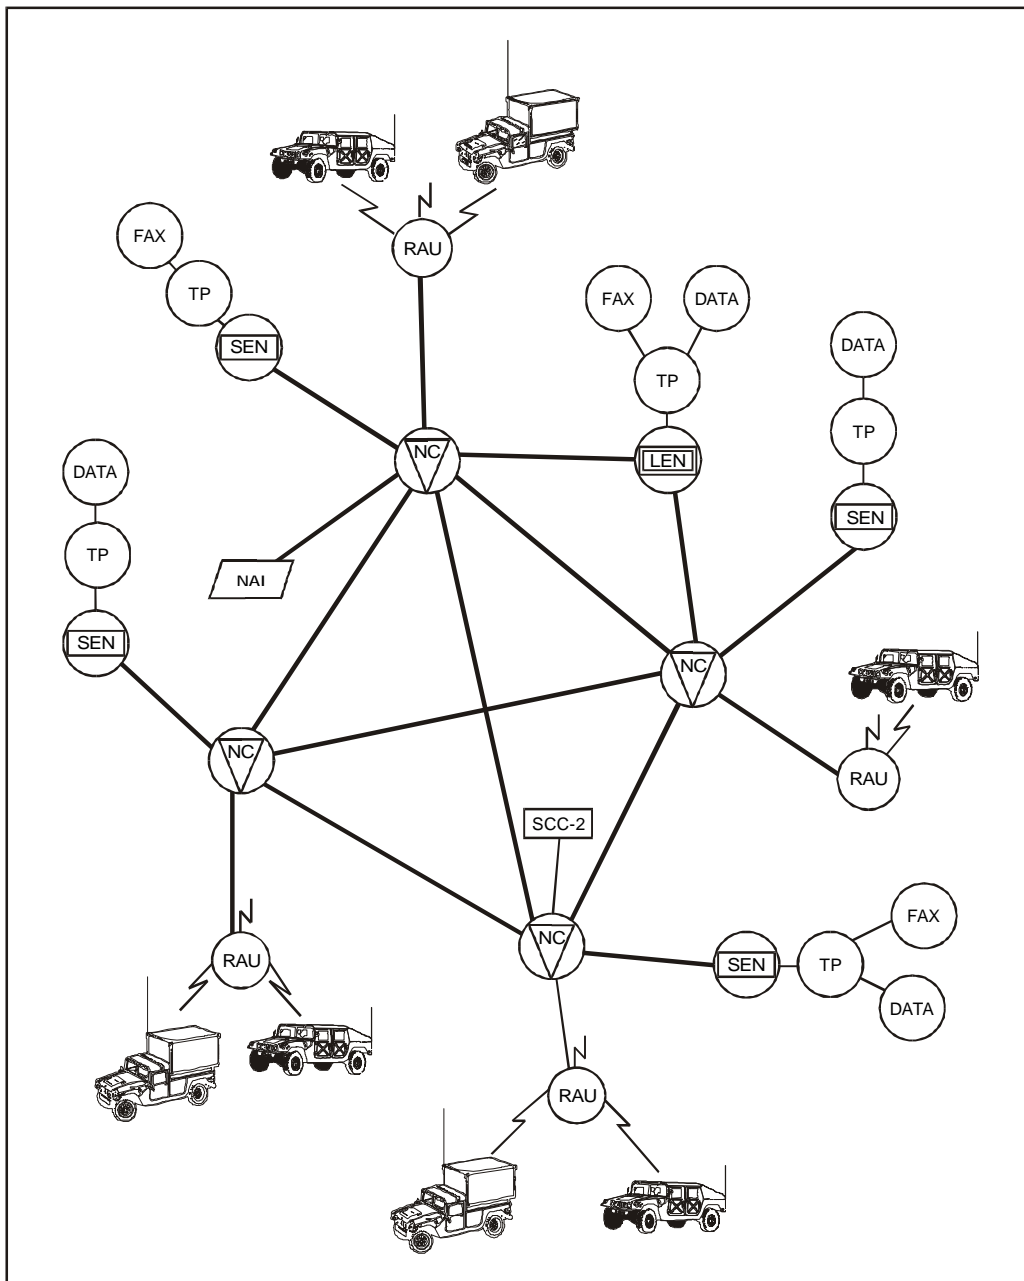 RAU
FAX
TP
SEN
FAX
DATA
TP
LEN
DATA
TP
SEN
NC
DATA
TP
SEN
NAI
NC
RAU
NC
SCC-2
NC
RAU
SEN
TP
FAX
DATA
RAU